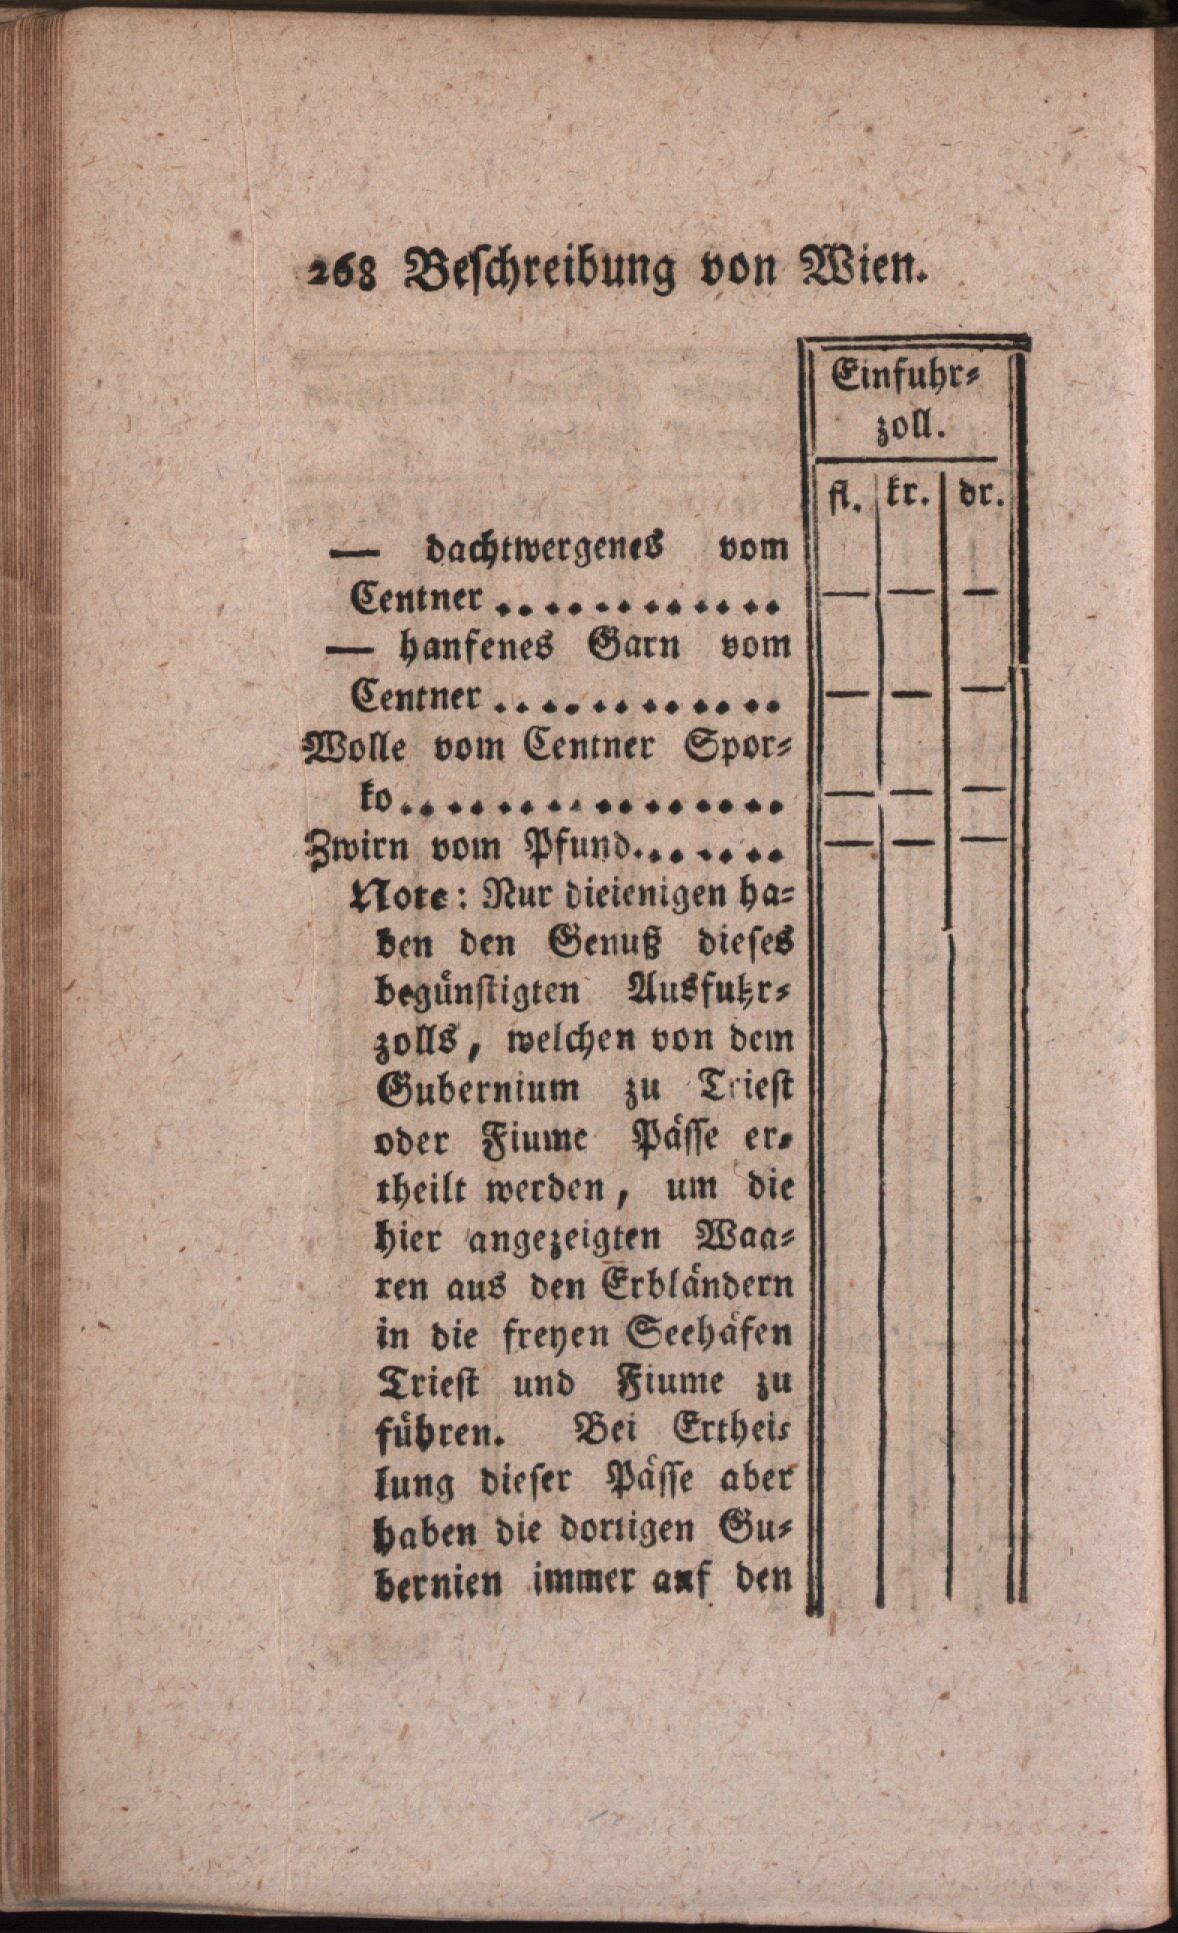 268 Beschreibung von Wien.
Einfuhr-
zoll.
fl. kr. dr.
— dachtwergenes vom
Centner ............ — — —
— hanfenes Garn vom
Centner ............ — — —
Wolle vom Centner Spor-
ko................ — — —
Zwirn vom Pfund....... — — —
Note: Nur dieienigen ha-
ben den Genuß dieses
begünstigten Ausfuhr-
zolls, welchen von dem
Gubernium zu Triest
oder Fiume Pässe er-
theilt werden, um die
hier angezeigten Waa-
ren aus den Erbländern
in die freyen Seehäfen
Triest und Fiume zu
führen. Bei Erthei-
lung dieser Pässe aber
haben die dortigen Gu-
bernien immer auf den